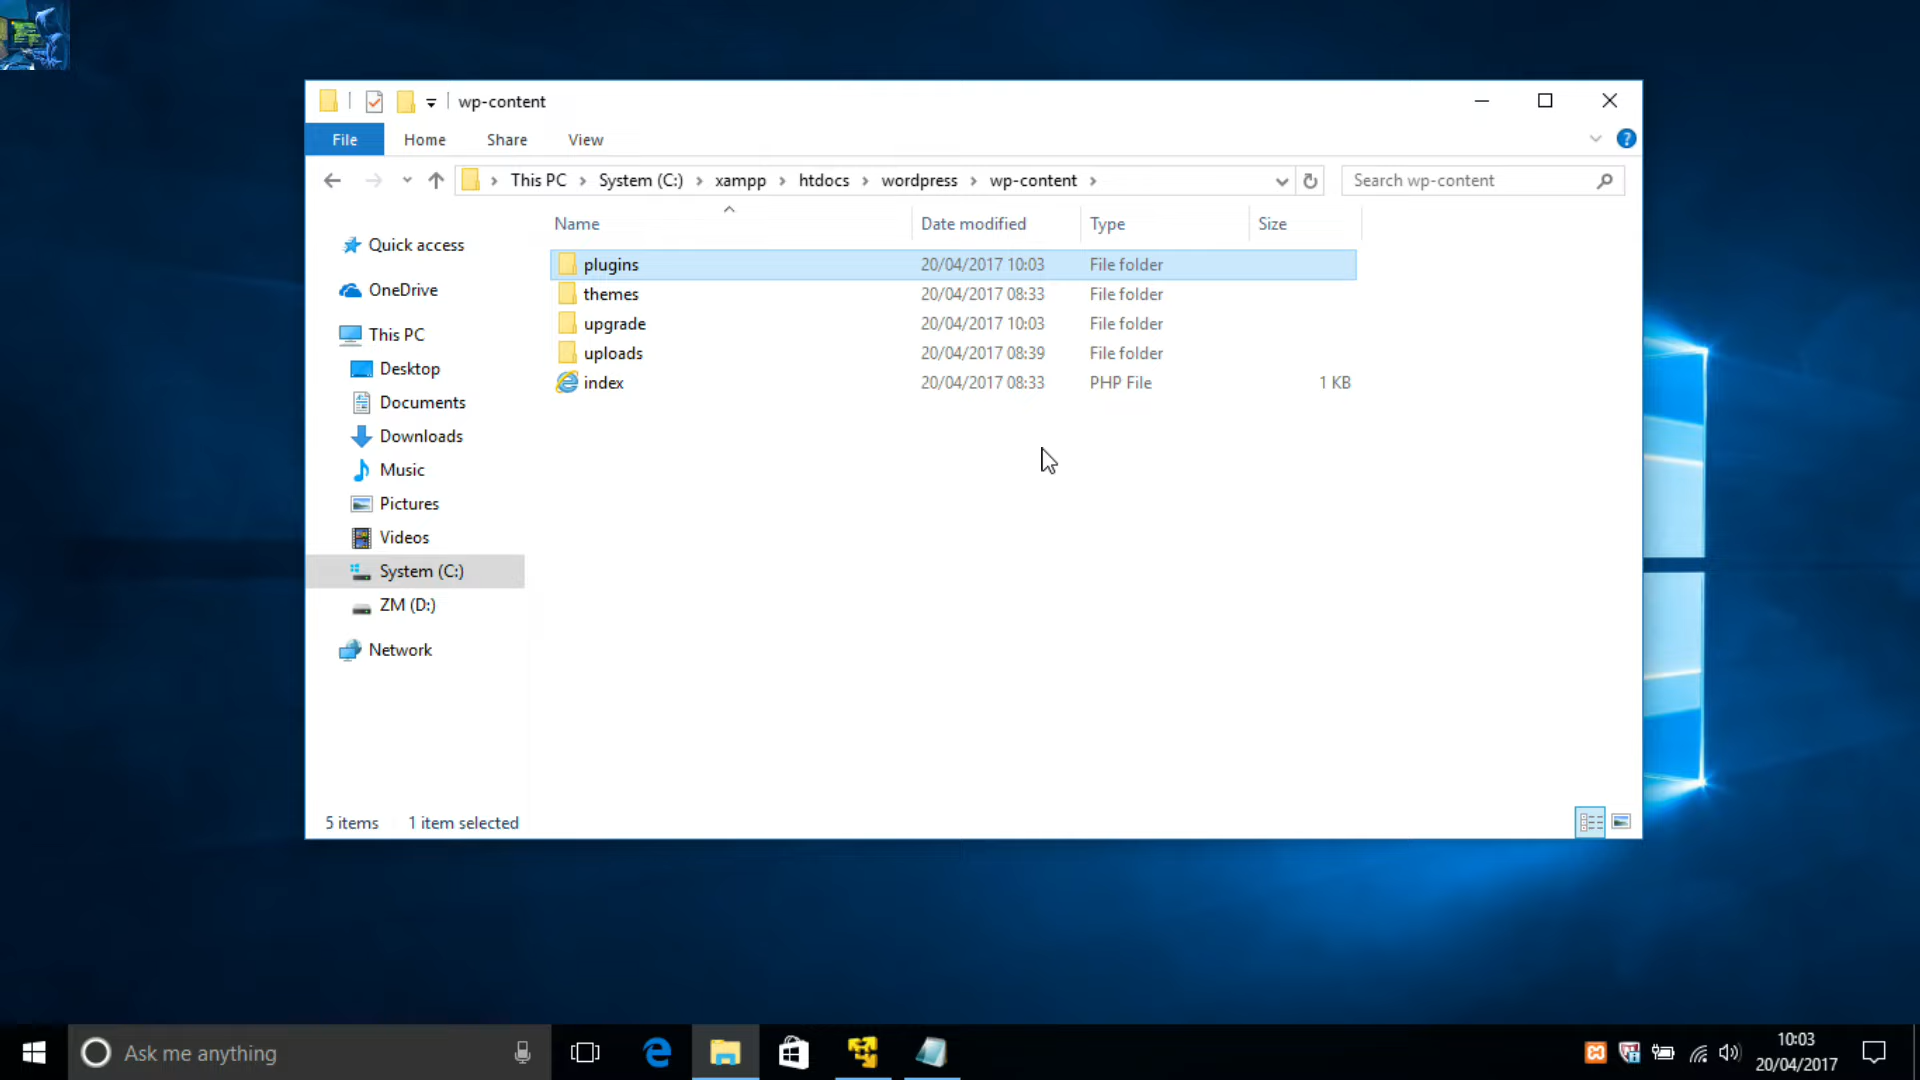 wp-content
File Home Share View
This PC System (C:) xampp htdocs wordpress wp-content
Search wp-content
Name Date modified Type Size
plugins 20/04/2017 10:03 File folder
themes 20/04/2017 08:33 File folder
upgrade 20/04/2017 10:03 File folder
uploads 20/04/2017 08:39 File folder
index 20/04/2017 08:33 PHP File 1 KB
Quick access
OneDrive
This PC
Desktop
Documents
Downloads
Music
Pictures
Videos
System (C:)
ZM (D:)
Network
5 items 1 item selected
Ask me anything
10:03
20/04/2017